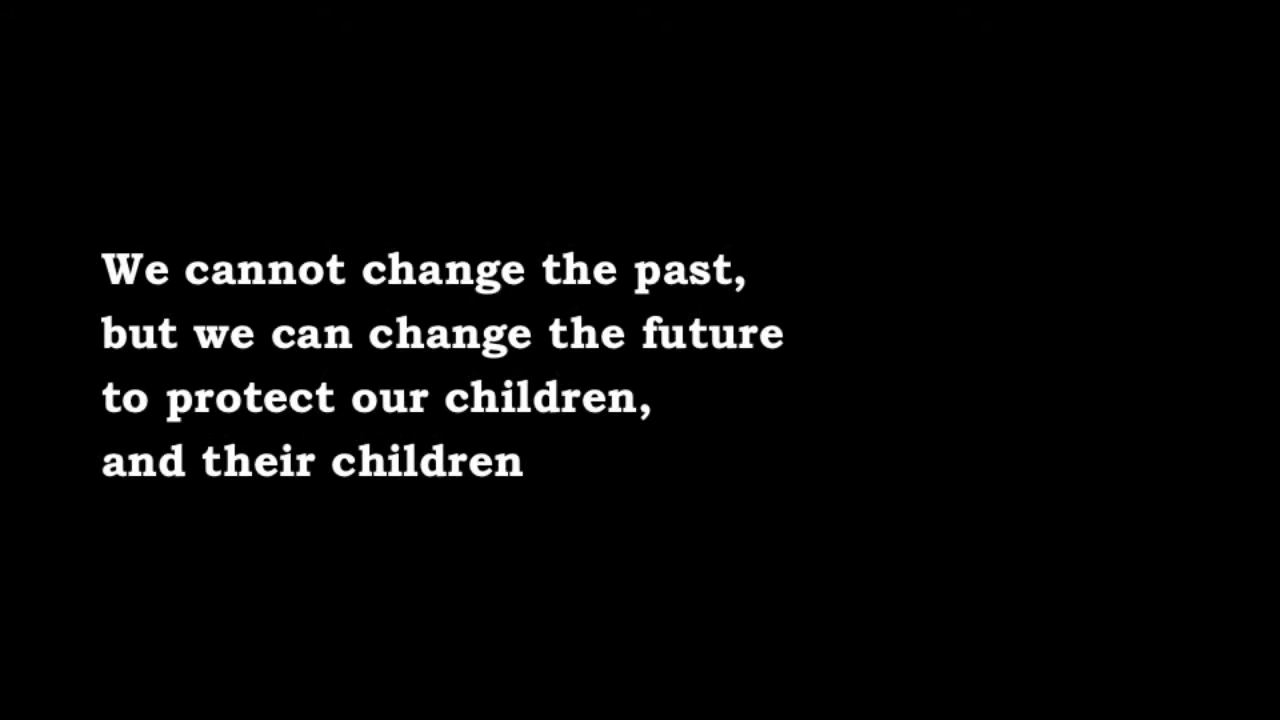 We cannot change the past,
but we can change the future
to protect our children,
and their children